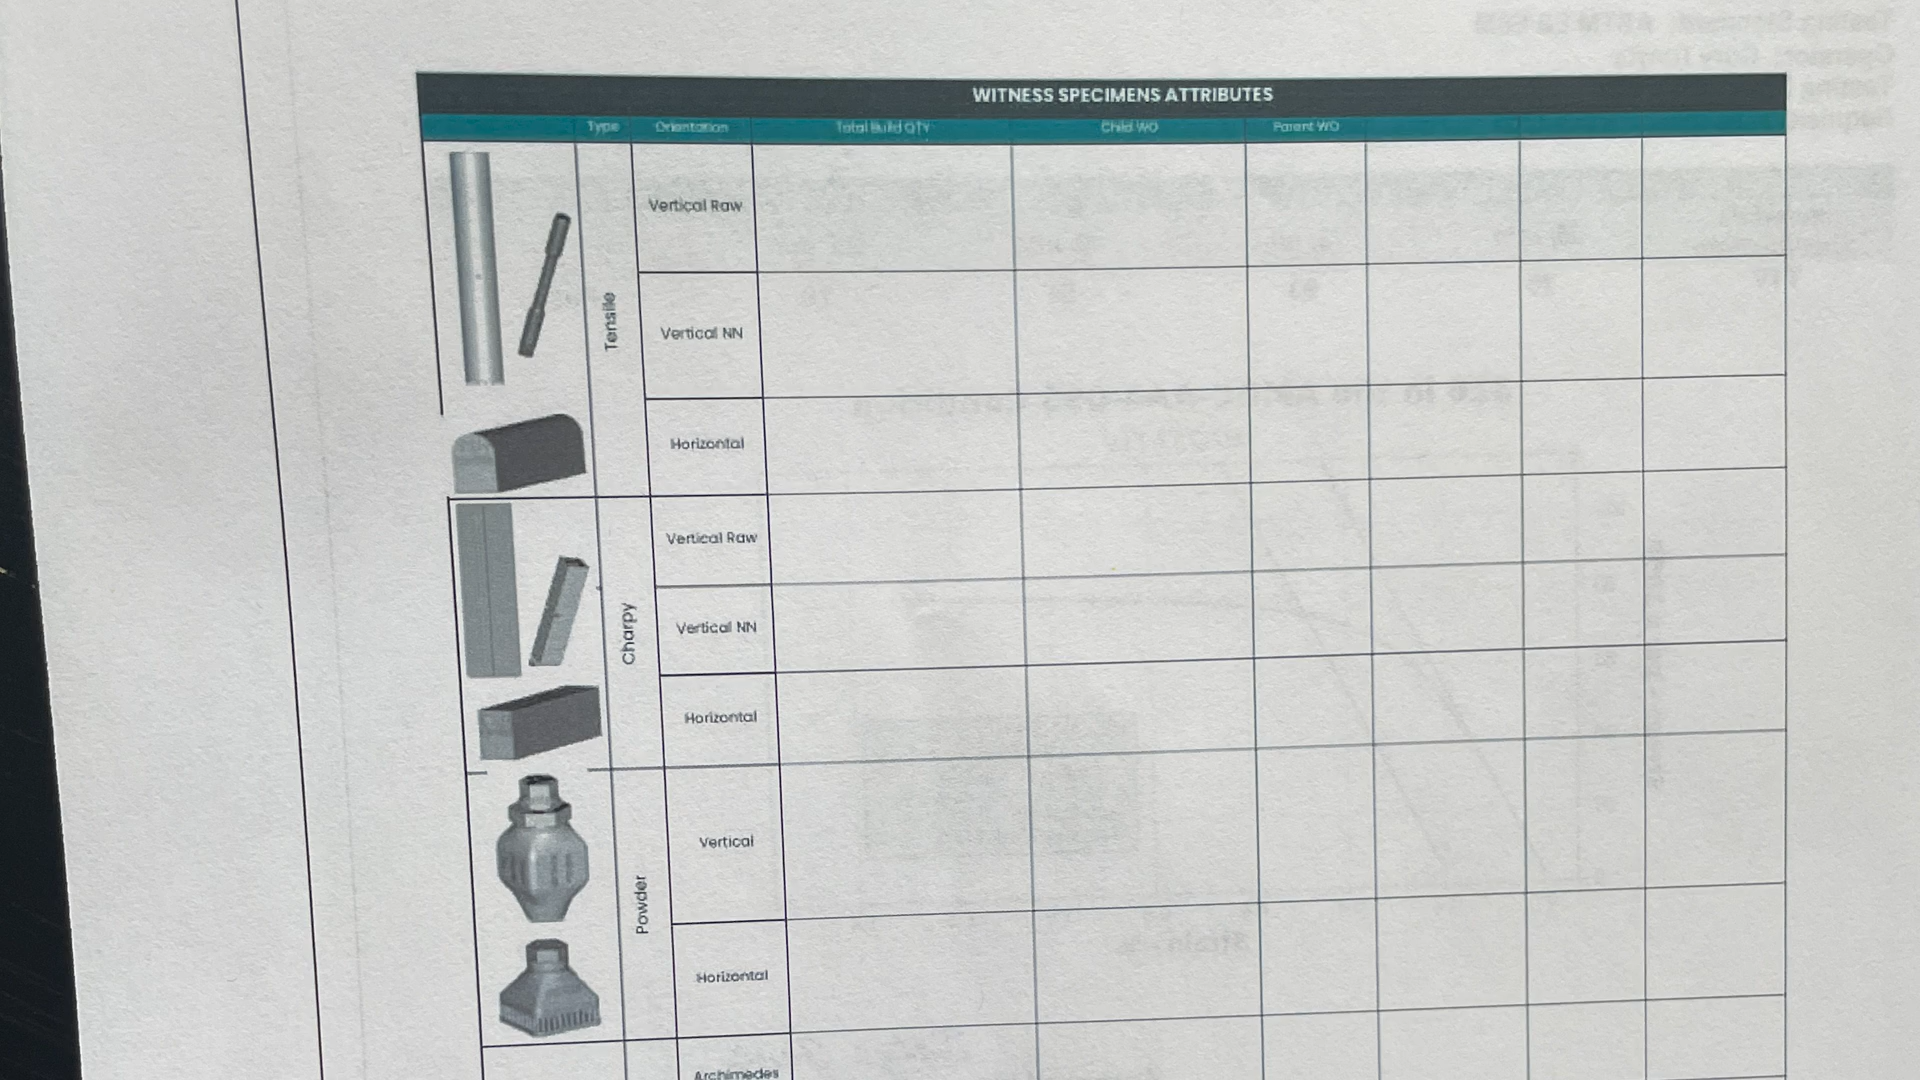 WITNESS SPECIMENS ATTRIBUTES
Type Orientation Total Build QTY Child WO Parent WO
Tensile
Vertical Raw
Vertical NN
Horizontal
Charpy
Vertical Raw
Vertical NN
Horizontal
Powder
Vertical
Horizontal
Archimedes